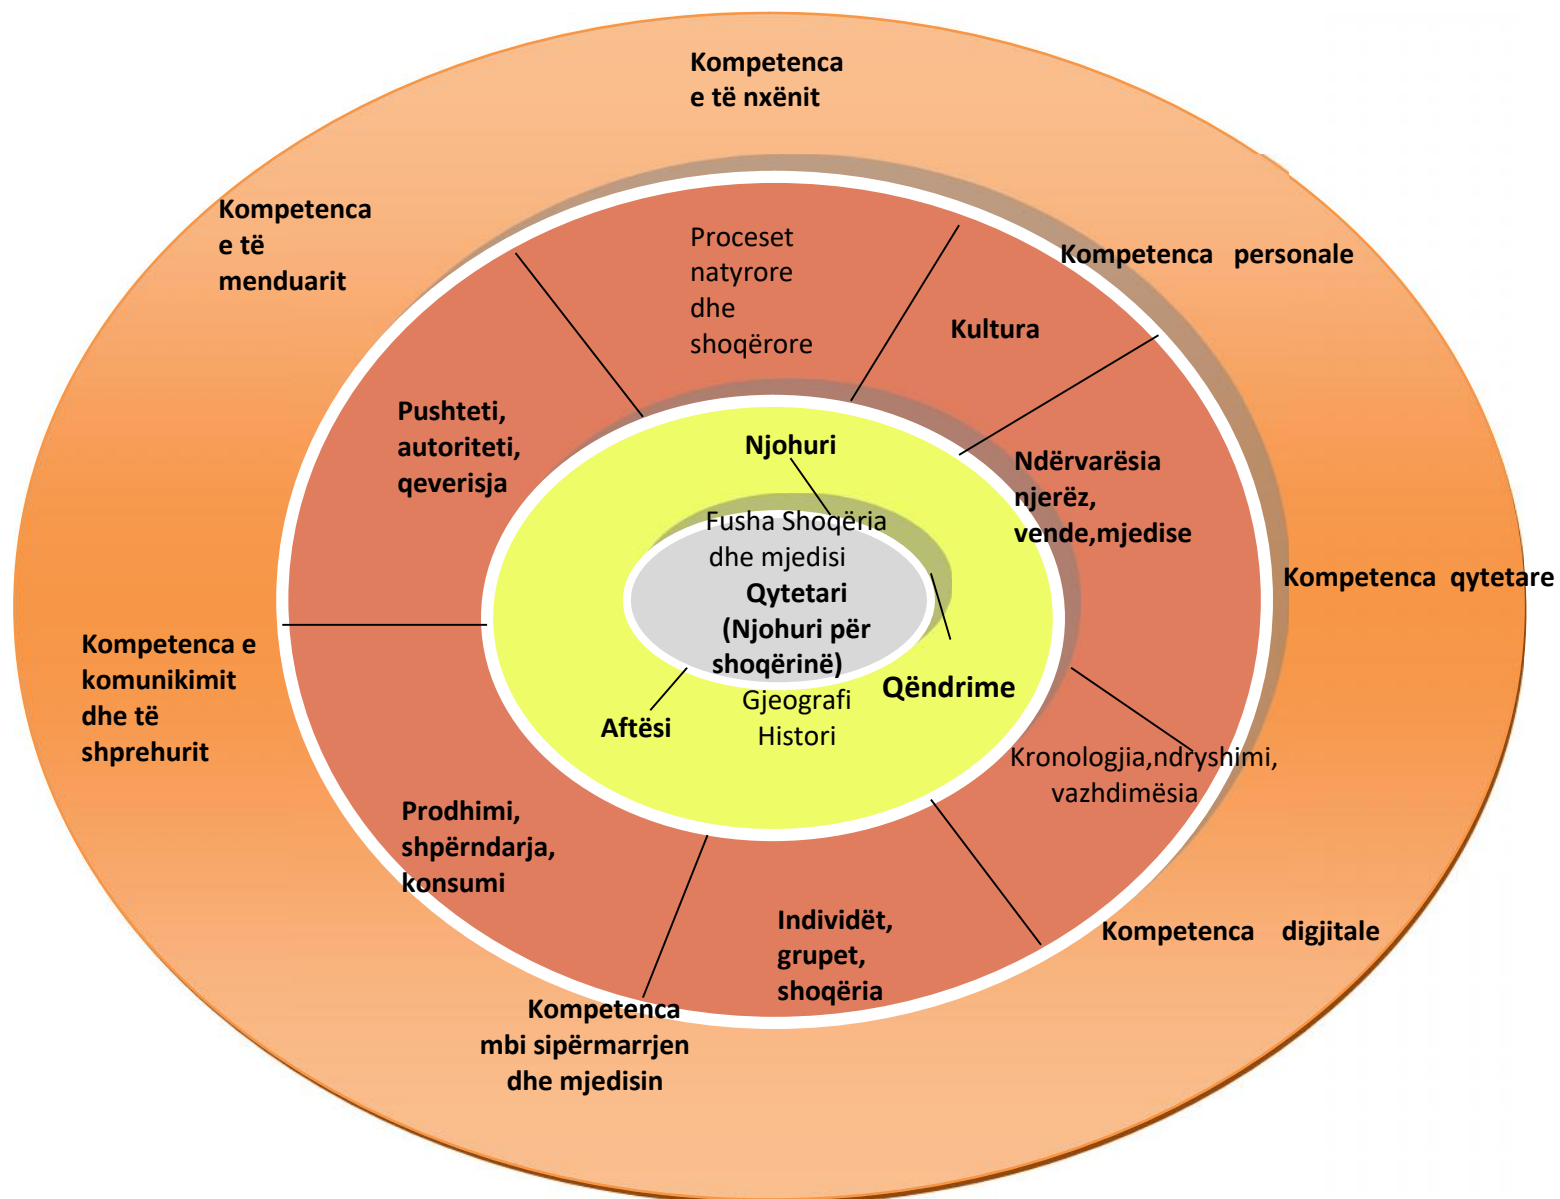 Kompetenca
e të nxënit
Kompetenca
e të
menduarit
Proceset
natyrore
dhe
shoqërore
Kompetenca personale
Kultura
Pushteti,
autoriteti,
qeverisja
Njohuri
Ndërvarësia
njerëz,
vende,mjedise
Fusha Shoqëria
dhe mjedisi
Qytetari
(Njohuri për
shoqërinë)
Gjeografi
Histori
Kompetenca qytetare
Kompetenca e
komunikimit
dhe të
shprehurit
Qëndrime
Aftësi
Kronologjia,ndryshimi,
vazhdimësia
Prodhimi,
shpërndarja,
konsumi
Individët,
grupet,
shoqëria
Kompetenca digjitale
Kompetenca
mbi sipërmarrjen
dhe mjedisin